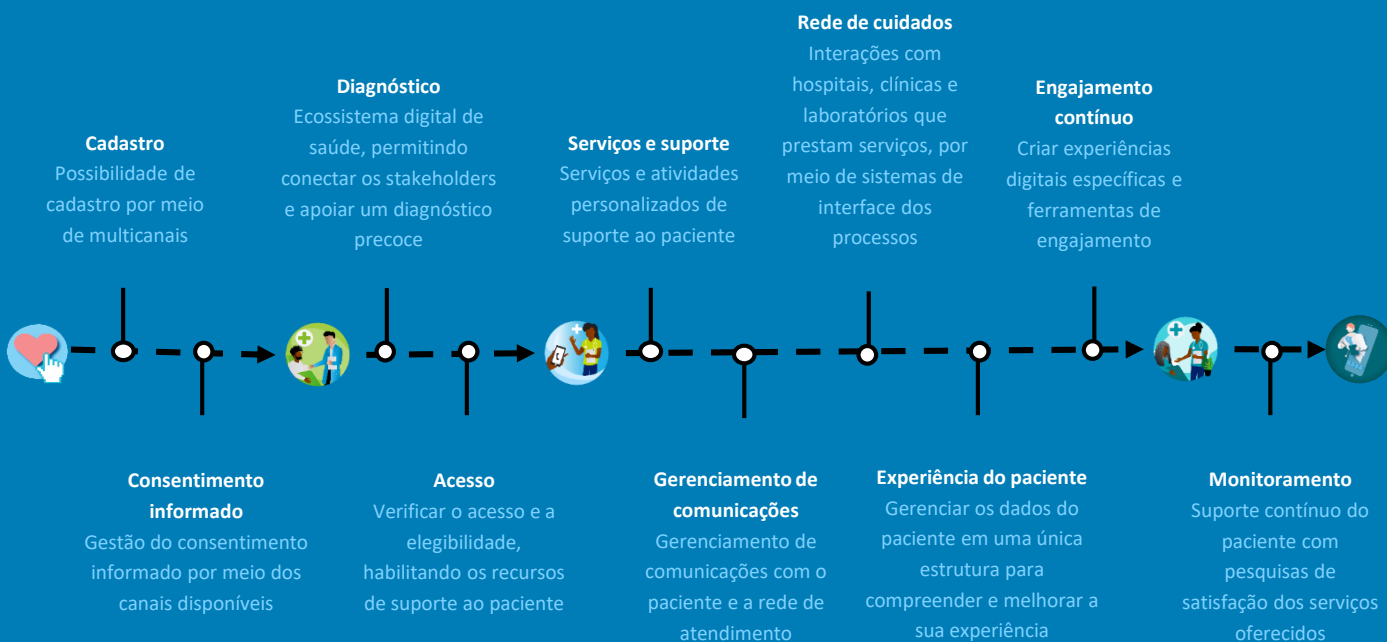 Cadastro
Possibilidade de
cadastro por meio
de multicanais
Consentimento
informado
Gestão do consentimento
informado por meio dos
canais disponíveis
Diagnóstico
Ecossistema digital de
saúde, permitindo
conectar os stakeholders
e apoiar um diagnóstico
precoce
Acesso
Verificar o acesso e a
elegibilidade,
habilitando os recursos
de suporte ao paciente
Serviços e suporte
Serviços e atividades
personalizados de
suporte ao paciente
Gerenciamento de
comunicações
Gerenciamento de
comunicações com o
paciente e a rede de
atendimento
Rede de cuidados
Interações com
hospitais, clínicas e
laboratórios que
prestam serviços, por
meio de sistemas de
interface dos
processos
Experiência do paciente
Gerenciar os dados do
paciente em uma única
estrutura para
compreender e melhorar a
sua experiência
Engajamento
contínuo
Criar experiências
digitais específicas e
ferramentas de
engajamento
Monitoramento
Suporte contínuo do
paciente com
pesquisas de
satisfação dos serviços
oferecidos